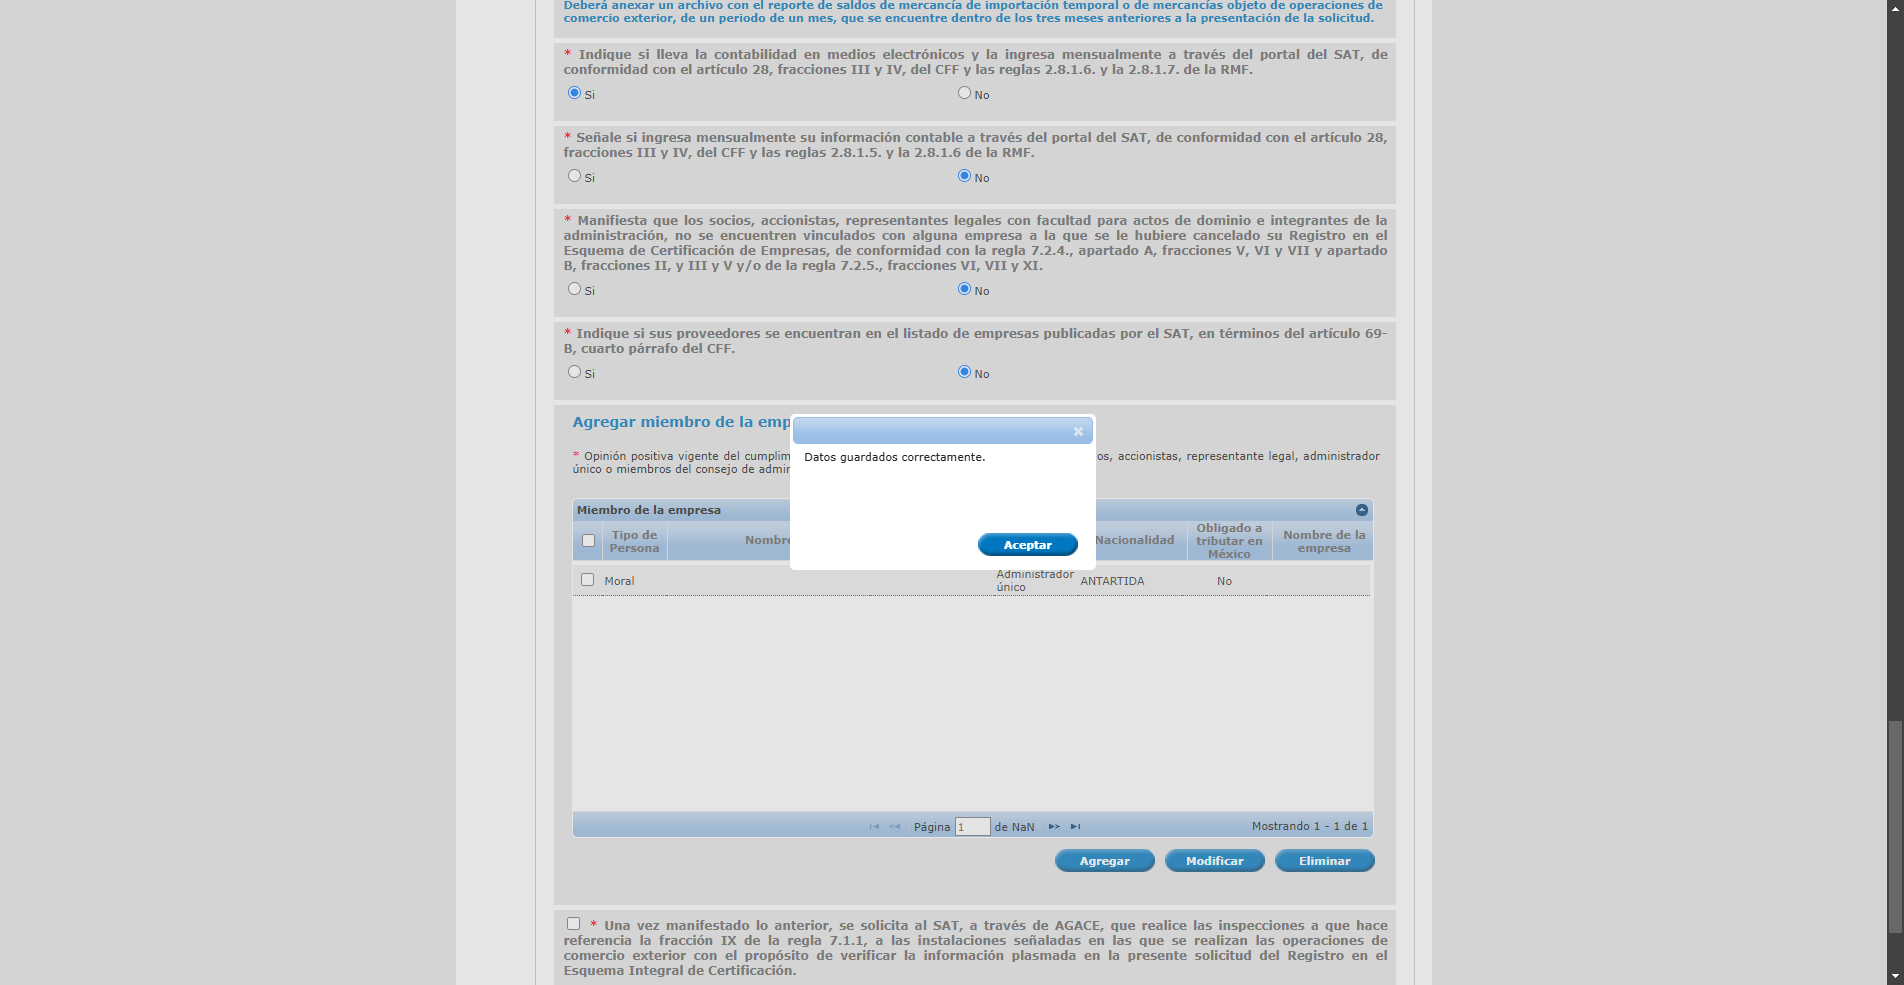 Deberá anexar un archivo con el reporte de saldos de mercancía de importación temporal o de mercancías objeto de operaciones de
comercio exterior, de un periodo de un mes, que se encuentre dentro de los tres meses anteriores a la presentación de la solicitud.
* Indique si lleva la contabilidad en medios electrónicos y la ingresa mensualmente a través del portal del SAT, de
conformidad con el artículo 28, fracciones III y IV, del CFF y las reglas 2.8.1.6. y la 2.8.1.7. de la RMF.
Si No
* Señale si ingresa mensualmente su información contable a través del portal del SAT, de conformidad con el artículo 28,
fracciones III y IV, del CFF y las reglas 2.8.1.5. y la 2.8.1.6 de la RMF.
Si No
* Manifiesta que los socios, accionistas, representantes legales con facultad para actos de dominio e integrantes de la
administración, no se encuentren vinculados con alguna empresa a la que se le hubiere cancelado su Registro en el
Esquema de Certificación de Empresas, de conformidad con la regla 7.2.4., apartado A, fracciones V, VI y VII y apartado
B, fracciones II, y III y V y/o de la regla 7.2.5., fracciones VI, VII y XI.
Si No
* Indique si sus proveedores se encuentran en el listado de empresas publicadas por el SAT, en términos del artículo 69-
B, cuarto párrafo del CFF.
Si No
Agregar miembro de la emp
* Opinión positiva vigente del cumplim os, accionistas, representante legal, administrador
único o miembros del consejo de admir
Datos guardados correctamente.
Aceptar
Miembro de la empresa
Tipo de
Persona
Nombre
Nacionalidad
Obligado a
tributar en
México
Nombre de la
empresa
Moral
Administrador
único
ANTARTIDA
No
Página 1 de NaN
Mostrando 1 - 1 de 1
Agregar Modificar Eliminar
* Una vez manifestado lo anterior, se solicita al SAT, a través de AGACE, que realice las inspecciones a que hace
referencia la fracción IX de la regla 7.1.1, a las instalaciones señaladas en las que se realizan las operaciones de
comercio exterior con el propósito de verificar la información plasmada en la presente solicitud del Registro en el
Esquema Integral de Certificación.